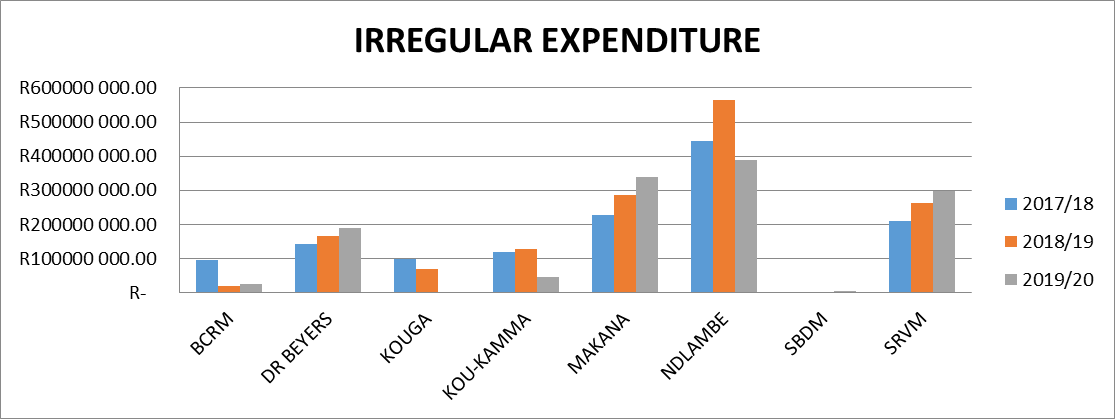 IRREGULAR EXPENDITURE
R600000 000.00
R500000 000.00
R400000 000.00
R300000 000.00
R200000 000.00
R100000 000.00
R-
BCRM
DR BEYERS
KOUGA
KOU-KAMMA
MAKANA
NDLAMBE
SBDM
SRVM
2017/18
2018/19
2019/20